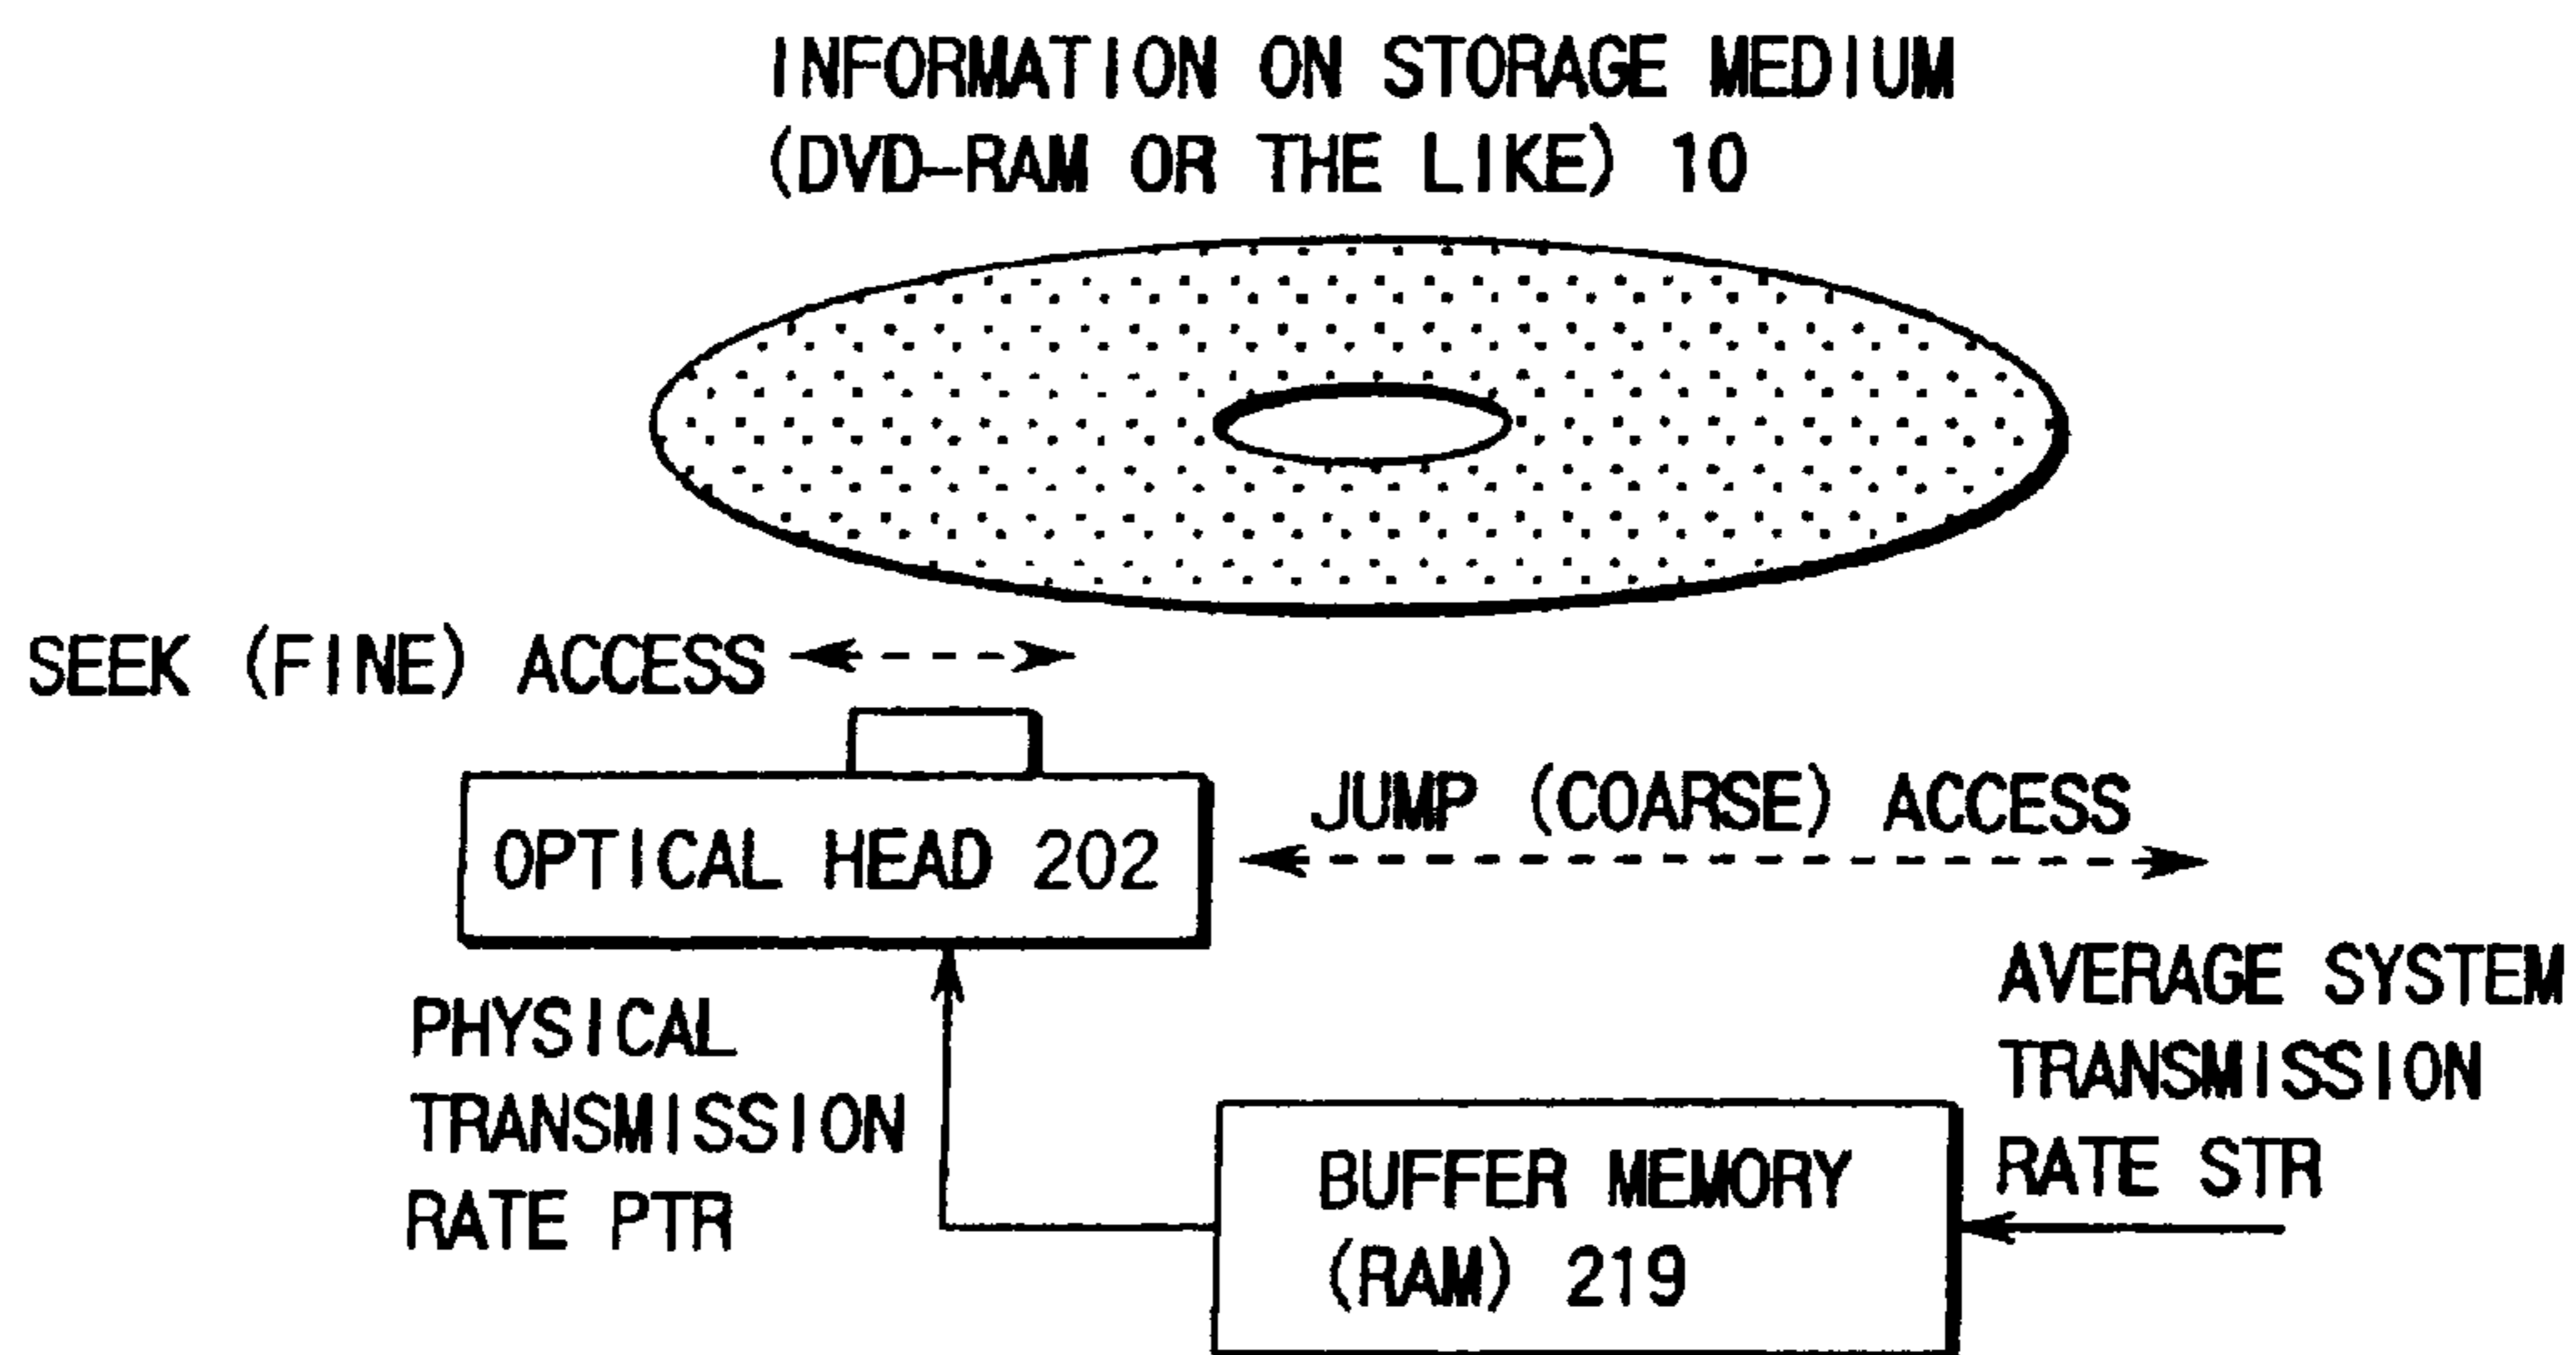 INFORMATION ON STORAGE MEDIUM
(DVD-RAM OR THE LIKE) 10
SEEK (FINE) ACCESS
JUMP (COARSE) ACCESS
OPTICAL HEAD 202
AVERAGE SYSTEM
TRANSMISSION
RATE STR
PHYSICAL
TRANSMISSION
RATE PTR
BUFFER MEMORY
(RAM) 219